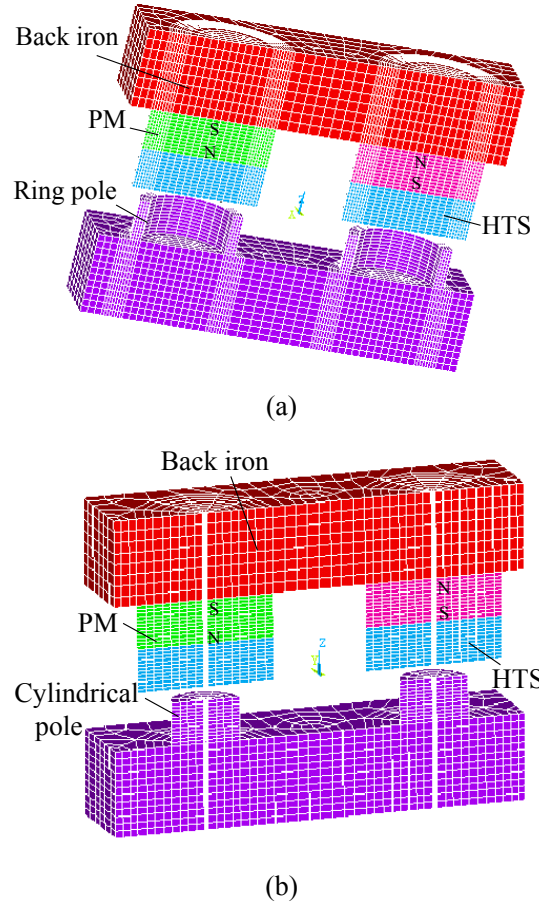 Back iron
PM
S
N
N
S
Ring pole
HTS
(a)
Back iron
S
N
N
S
PM
Z
Y
HTS
Cylindrical
pole
(b)